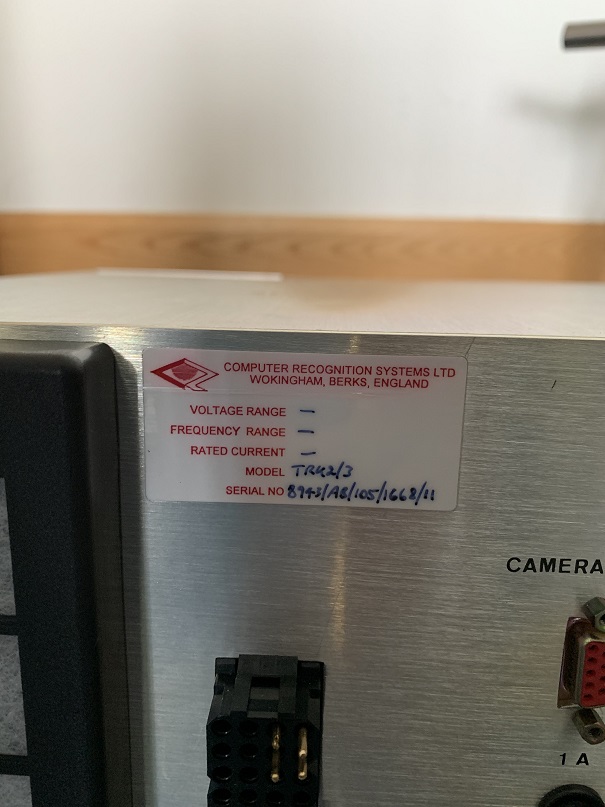 COMPUTER RECOGNITION SYSTEMS LTD
WOKINGHAM, BERKS, ENGLAND
VOLTAGE RANGE –
FREQUENCY RANGE –
RATED CURRENT –
MODEL TRK2/3
SERIAL NO 8943/AE/105/1668/11
CAMERA
1 A